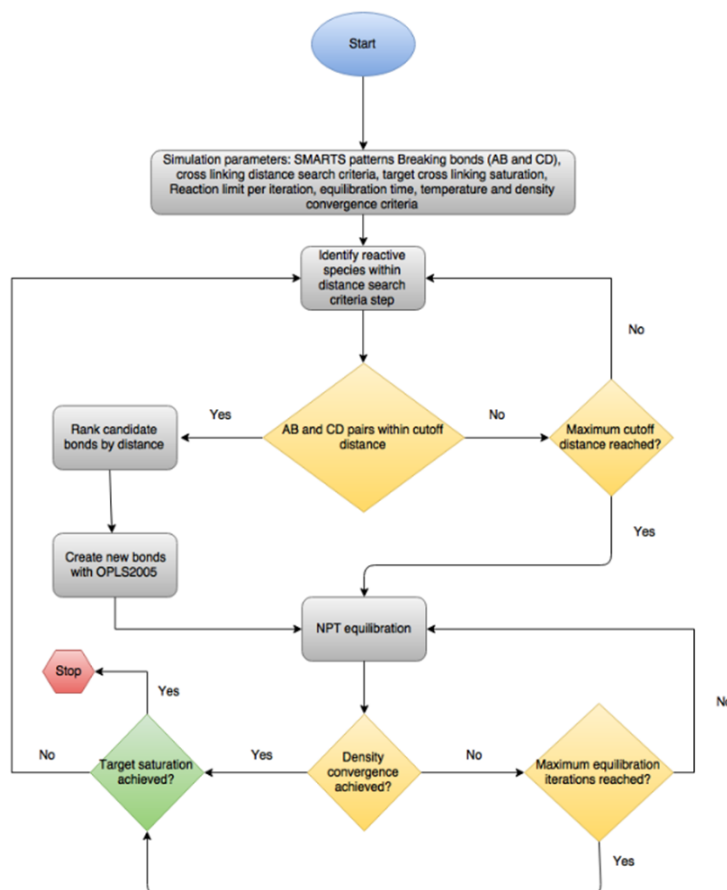 Start
Simulation parameters: SMARTS patterns Breaking bonds (AB and CD),
cross linking distance search criteria, target cross linking saturation,
Reaction limit per iteration, equilibration time, temperature and density
convergence criteria
Identify reactive
species within
distance search
criteria step
No
Rank candidate
bonds by distance
Yes
AB and CD pairs within cutoff
distance
No
Maximum cutoff
distance reached?
Yes
Create new bonds
with OPLS2005
NPT equilibration
Stop
Yes
No
No
Target saturation
achieved?
Yes
Density
convergence
achieved?
No
Maximum equilibration
iterations reached?
Yes